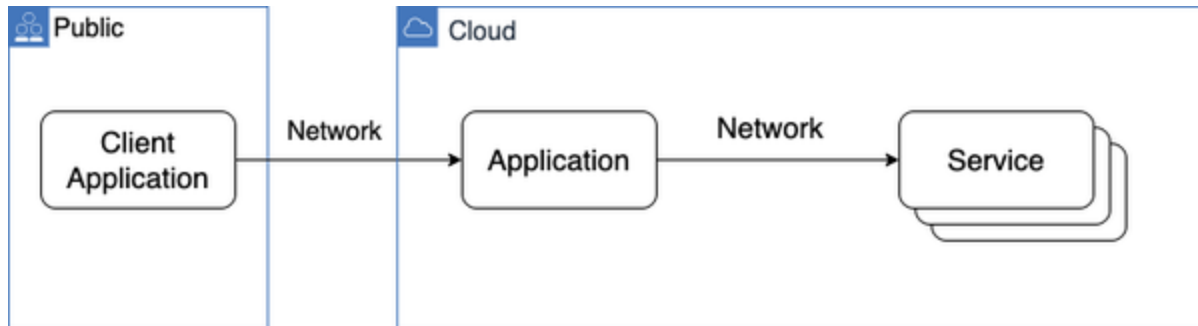 Public
Cloud
Client
Application
Network
Application
Network
Service